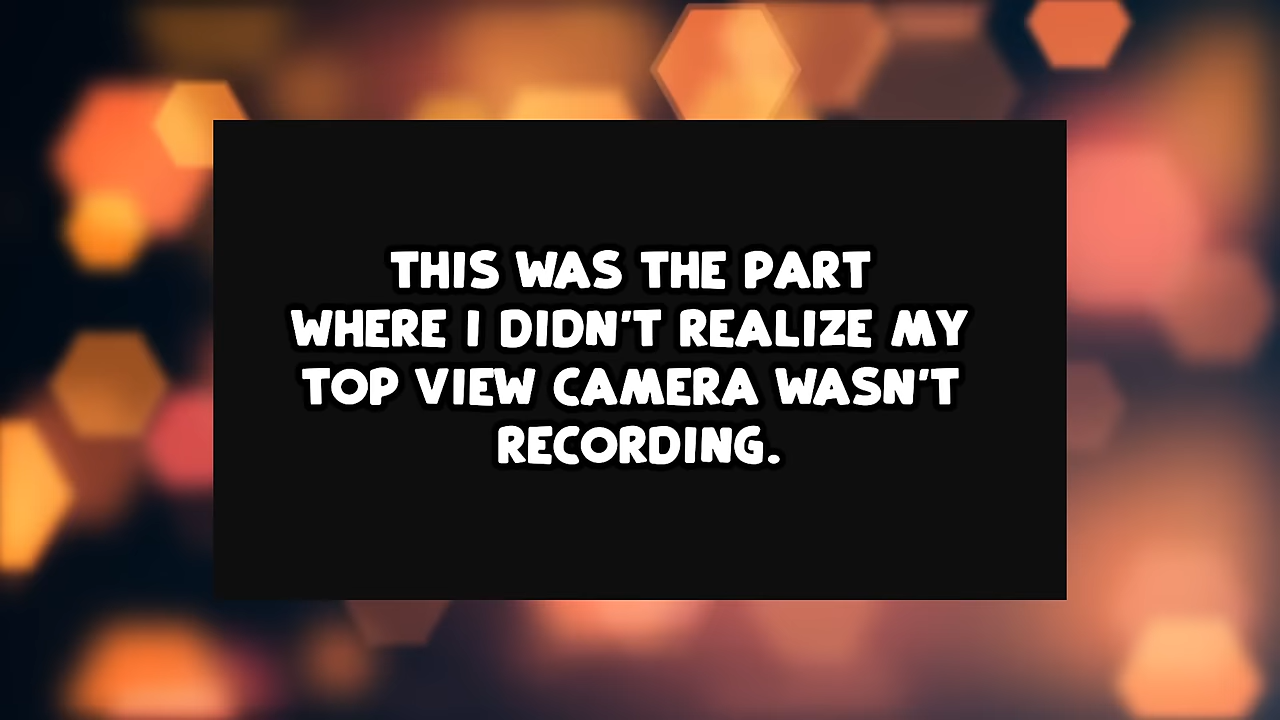 THIS WAS THE PART
WHERE I DIDN'T REALIZE MY
TOP VIEW CAMERA WASN'T
RECORDING.